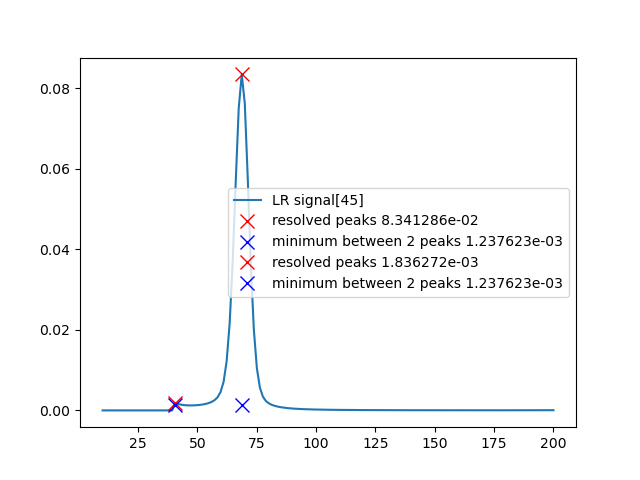 0.08
0.06
0.04
0.02
0.00
LR signal[45]
resolved peaks 8.341286e-02
minimum between 2 peaks 1.237623e-03
resolved peaks 1.836272e-03
minimum between 2 peaks 1.237623e-03
25 50 75 100 125 150 175 200